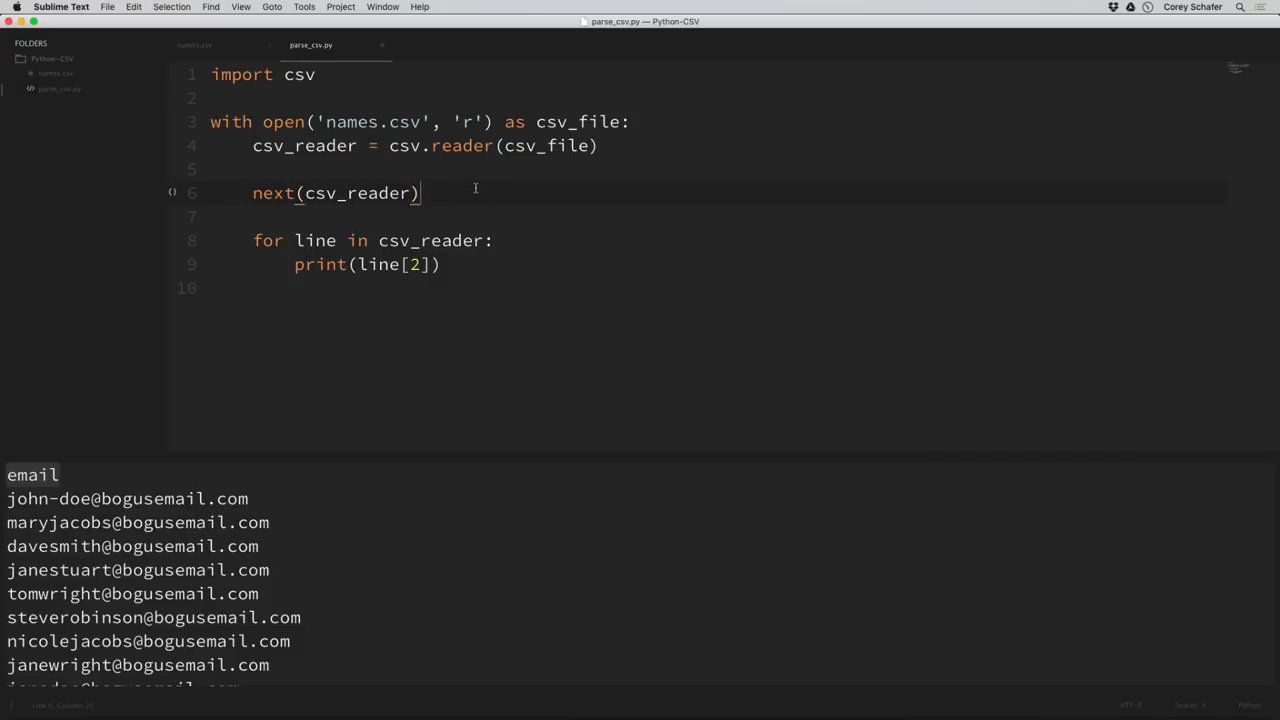 Sublime Text File Edit Selection Find View Goto Tools Project Window Help Corey Schafer
parse_csv.py — Python-CSV
FOLDERS
Python-CSV
names.csv
parse_csv.py
names.csv parse_csv.py
1 import csv
2
3 with open('names.csv', 'r') as csv_file:
4 csv_reader = csv.reader(csv_file)
5
6 next(csv_reader)
7
8 for line in csv_reader:
9 print(line[2])
10
email
john-doe@bogusemail.com
maryjacobs@bogusemail.com
davesmith@bogusemail.com
janestuart@bogusemail.com
tomwright@bogusemail.com
steverobinson@bogusemail.com
nicolejacobs@bogusemail.com
janewright@bogusemail.com
Line 6, Column 21 UTF-8 Spaces: 4 Python